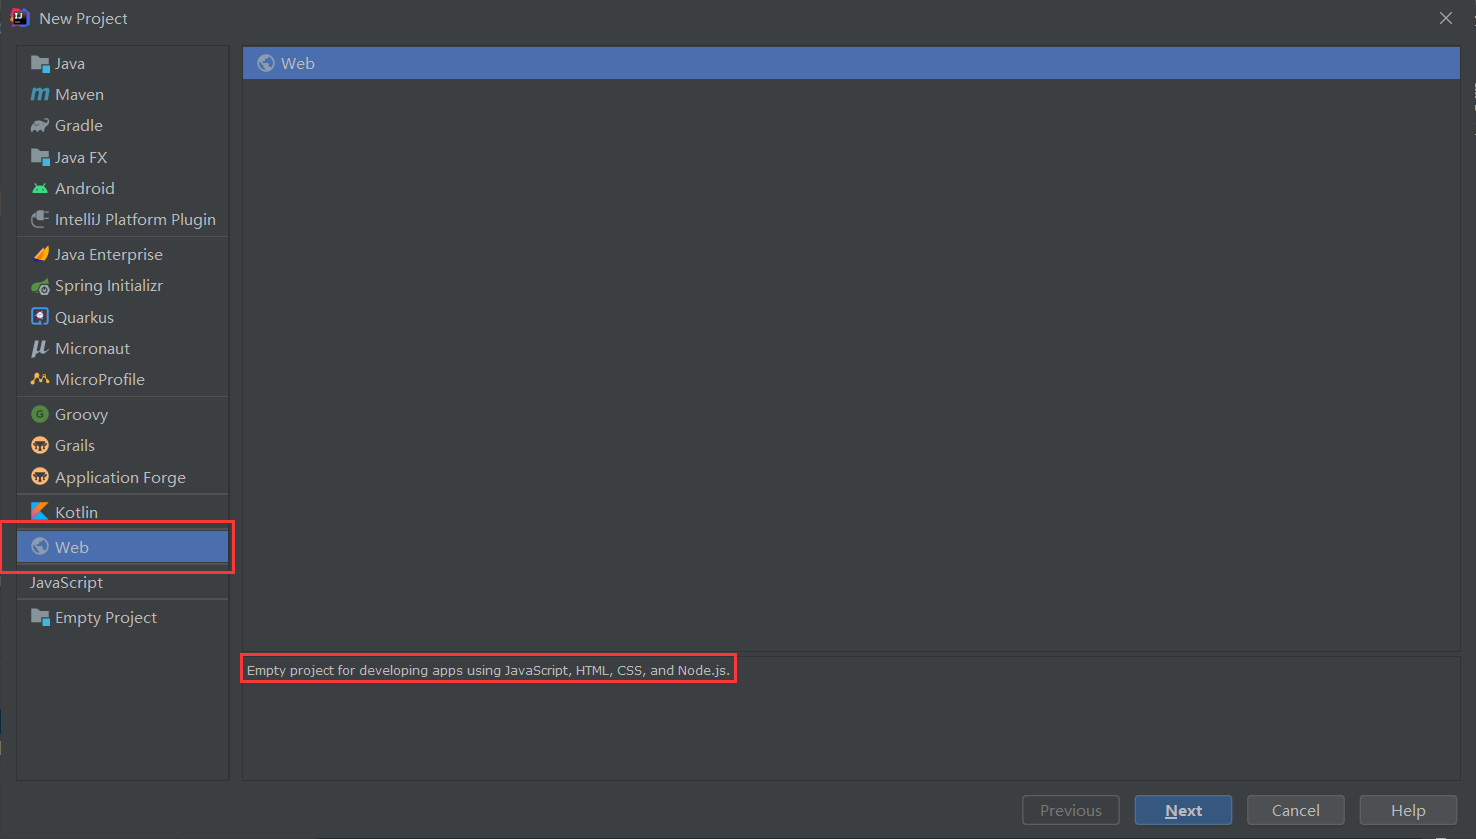 New Project
Java
Maven
Gradle
Java FX
Android
IntelliJ Platform Plugin
Java Enterprise
Spring Initializr
Quarkus
Micronaut
MicroProfile
Groovy
Grails
Application Forge
Kotlin
Web
JavaScript
Empty Project
Web
Empty project for developing apps using JavaScript, HTML, CSS, and Node.js.
Previous
Next
Cancel
Help